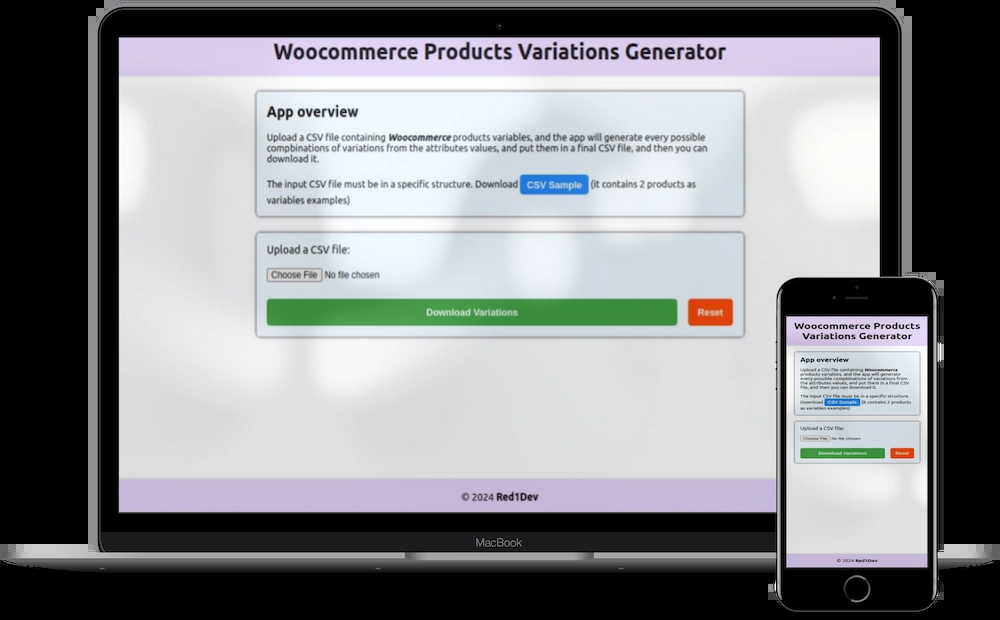 Woocommerce Products Variations Generator
App overview
Upload a CSV file containing Woocommerce products variables, and the app will generate every possible
compbinations of variations from the attributes values, and put them in a final CSV file, and then you can
download it.
The input CSV file must be in a specific structure. Download CSV Sample (it contains 2 products as
variables examples)
Upload a CSV file:
Choose File No file chosen
Download Variations Reset
© 2024 Red1Dev
MacBook
Woocommerce Products
Variations Generator
App overview
Upload a CSV file containing Woocommerce
products variables, and the app will generate
every possible compbinations of variations from
the attributes values, and put them in a final CSV
file, and then you can download it.
The input CSV file must be in a specific structure.
Download CSV Sample (it contains 2 products
as variables examples)
Upload a CSV file:
Choose File No file chosen
Download Variations Reset
© 2024 Red1Dev